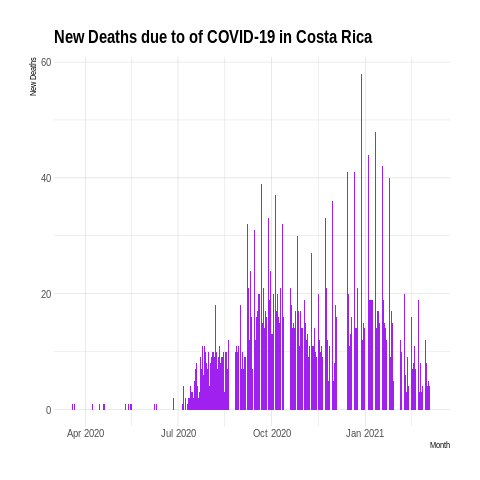 New Deaths due to of COVID-19 in Costa Rica
New Deaths
60
40
20
0
Apr 2020
Jul 2020
Oct 2020
Jan 2021
Month